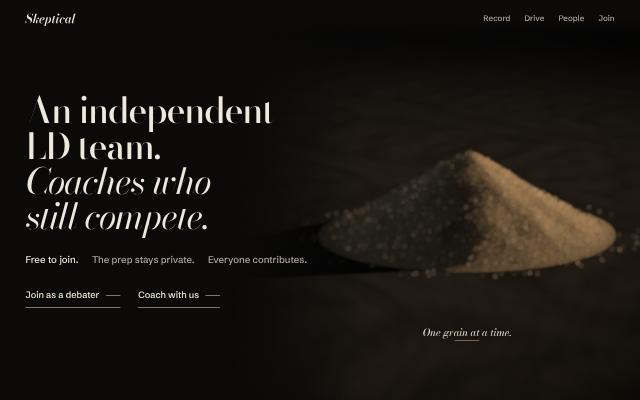 Skeptical
Record Drive People Join
An independent
LD team.
Coaches who
still compete.
Free to join. The prep stays private. Everyone contributes.
Join as a debater Coach with us
One grain at a time.